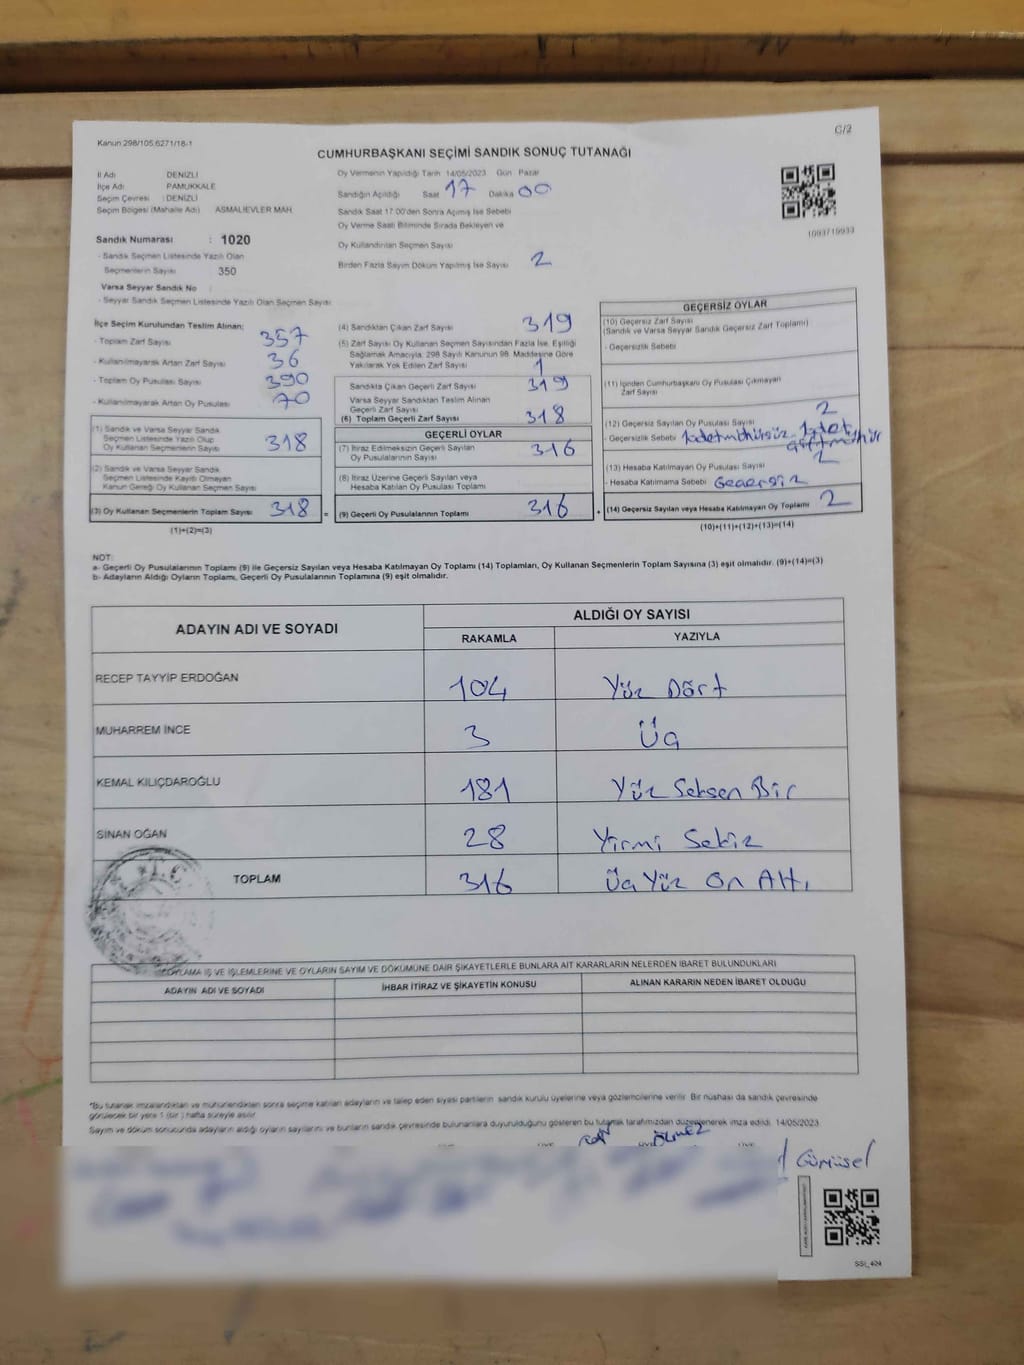 G/2
Kanun 298/105,6271/18-1
CUMHURBAŞKANI SEÇİMİ SANDIK SONUÇ TUTANAĞI
İl Adı DENİZLİ
İlçe Adı PAMUKKALE
Seçim Çevresi : DENİZLİ
Seçim Bölgesi (Mahalle Adı) ASMALIEVLER MAH.
Oy Vermenin Yapıldığı Tarih 14/05/2023 Gün Pazar
Sandığın Açıldığı Saat 17 Dakika 00
Sandık Saat 17.00'den Sonra Açılmış İse Sebebi
Oy Verme Saati Bitiminde Sırada Bekleyen ve
Oy Kullandırılan Seçmen Sayısı
Birden Fazla Sayım Döküm Yapılmış İse Sayısı 2
1093719933
Sandık Numarası : 1020
- Sandık Seçmen Listesinde Yazılı Olan
Seçmenlerin Sayısı 350
Varsa Seyyar Sandık No :
- Seyyar Sandık Seçmen Listesinde Yazılı Olan Seçmen Sayısı
İlçe Seçim Kurulundan Teslim Alınan;
- Toplam Zarf Sayısı 357
- Kullanılmayarak Artan Zarf Sayısı 36
- Toplam Oy Pusulası Sayısı 390
- Kullanılmayarak Artan Oy Pusulası 70
(1) Sandık ve Varsa Seyyar Sandık
Seçmen Listesinde Yazılı Olup
Oy Kullanan Seçmenlerin Sayısı 318
(2) Sandık ve Varsa Seyyar Sandık
Seçmen Listesinde Kayıtlı Olmayan
Kanun Gereği Oy Kullanan Seçmen Sayısı
(3) Oy Kullanan Seçmenlerin Toplam Sayısı 318 =
(1)+(2)=(3)
(4) Sandıktan Çıkan Zarf Sayısı 319
(5) Zarf Sayısı Oy Kullanan Seçmen Sayısından Fazla İse, Eşitliği
Sağlamak Amacıyla, 298 Sayılı Kanunun 98. Maddesine Göre
Yakılarak Yok Edilen Zarf Sayısı 1
Sandıkta Çıkan Geçerli Zarf Sayısı 319
Varsa Seyyar Sandıktan Teslim Alınan
Geçerli Zarf Sayısı
(6) Toplam Geçerli Zarf Sayısı 318
GEÇERLİ OYLAR
(7) İtiraz Edilmeksizin Geçerli Sayılan
Oy Pusulalarının Sayısı 316
(8) İtiraz Üzerine Geçerli Sayılan veya
Hesaba Katılan Oy Pusulası Toplamı
(9) Geçerli Oy Pusulalarının Toplamı 316 +
GEÇERSİZ OYLAR
(10) Geçersiz Zarf Sayısı
(Sandık ve Varsa Seyyar Sandık Geçersiz Zarf Toplamı)
- Geçersizlik Sebebi
(11) İçinden Cumhurbaşkanı Oy Pusulası Çıkmayan
Zarf Sayısı
(12) Geçersiz Sayılan Oy Pusulası Sayısı 2
- Geçersizlik Sebebi 1adet mühürsüz 1adet
çift mühür
(13) Hesaba Katılmayan Oy Pusulası Sayısı 2
- Hesaba Katılmama Sebebi Geçersiz
(14) Geçersiz Sayılan veya Hesaba Katılmayan Oy Toplamı 2
(10)+(11)+(12)+(13)=(14)
NOT:
a- Geçerli Oy Pusulalarının Toplamı (9) ile Geçersiz Sayılan veya Hesaba Katılmayan Oy Toplamı (14) Toplamları, Oy Kullanan Seçmenlerin Toplam Sayısına (3) eşit olmalıdır. (9)+(14)=(3)
b- Adayların Aldığı Oyların Toplamı, Geçerli Oy Pusulalarının Toplamına (9) eşit olmalıdır.
ADAYIN ADI VE SOYADI
ALDIĞI OY SAYISI
RAKAMLA YAZIYLA
RECEP TAYYİP ERDOĞAN 104 Yüz Dört
MUHARREM İNCE 3 Üç
KEMAL KILIÇDAROĞLU 181 Yüz Seksen Bir
SİNAN OĞAN 28 Yirmi Sekiz
TOPLAM 316 Üç Yüz On Altı
T.C
OYLAMA İŞ VE İŞLEMLERİNE VE OYLARIN SAYIM VE DÖKÜMÜNE DAİR ŞİKAYETLERLE BUNLARA AİT KARARLARIN NELERDEN İBARET BULUNDUKLARI
ADAYIN ADI VE SOYADI İHBAR İTİRAZ VE ŞİKAYETİN KONUSU ALINAN KARARIN NEDEN İBARET OLDUĞU
*Bu tutanak imzalandıktan ve mühürlendikten sonra seçime katılan adayların ve talep eden siyasi partilerin sandık kurulu üyelerine veya gözlemcilerine verilir. Bir nüshası da sandık çevresinde
görülecek bir yere 1 (bir) hafta süreyle asılır.
Sayım ve döküm sonucunda adayların aldığı oyların sayılarını ve bunların sandık çevresinde bulunanlara duyurulduğunu gösteren bu tutanak tarafımızdan düzenlenerek imza edildi. 14/05/2023
ÖLMEZ
Gümüşel
SSİ_404